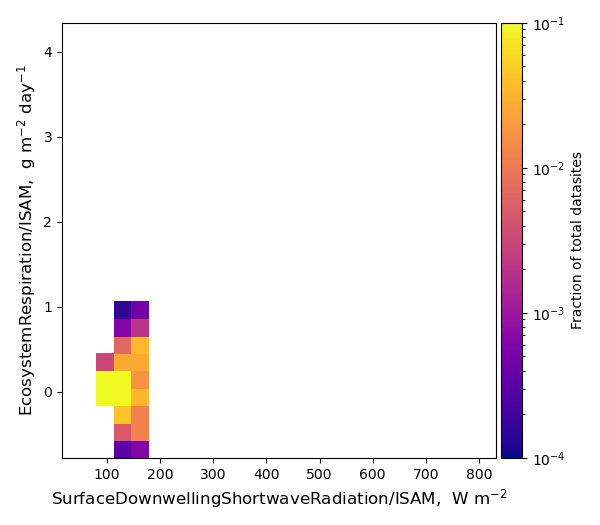 EcosystemRespiration/ISAM, g m⁻² day⁻¹
4
3
2
1
0
100 200 300 400 500 600 700 800
SurfaceDownwellingShortwaveRadiation/ISAM, W m⁻²
10⁻¹
10⁻²
10⁻³
10⁻⁴
Fraction of total datasites